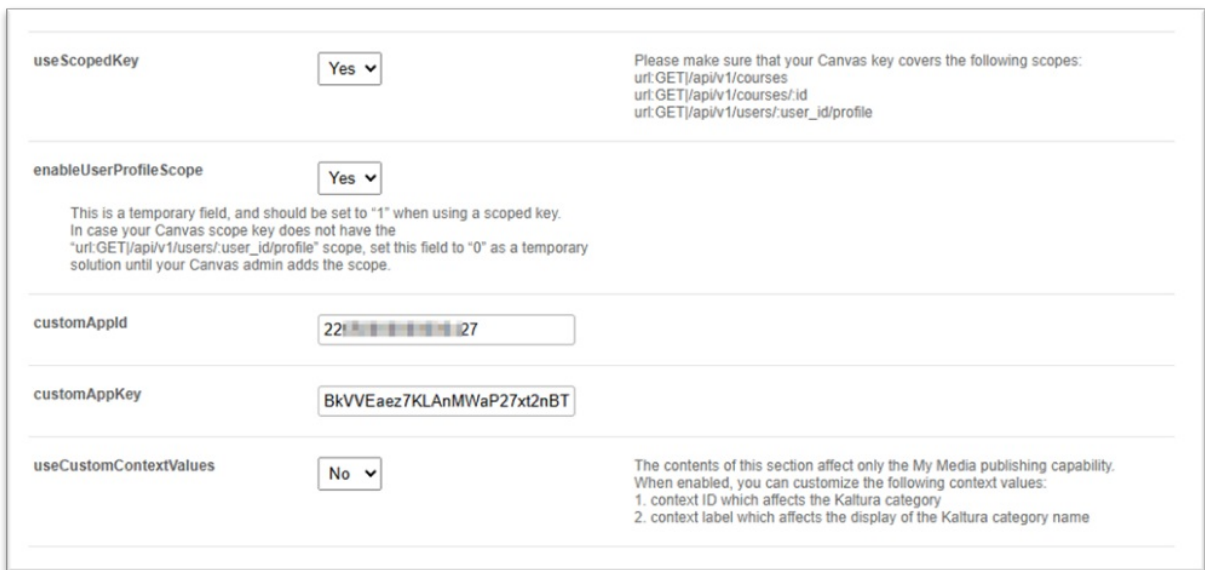 useScopedKey
Yes
Please make sure that your Canvas key covers the following scopes:
url:GET|/api/v1/courses
url:GET|/api/v1/courses/:id
url:GET|/api/v1/users/:user_id/profile
enableUserProfileScope
Yes
This is a temporary field, and should be set to “1” when using a scoped key.
In case your Canvas scope key does not have the
“url:GET|/api/v1/users/:user_id/profile” scope, set this field to “0” as a temporary
solution until your Canvas admin adds the scope.
customAppId
22 27
customAppKey
BkVVEaez7KLAnMWaP27xt2nBT
useCustomContextValues
No
The contents of this section affect only the My Media publishing capability.
When enabled, you can customize the following context values:
1. context ID which affects the Kaltura category
2. context label which affects the display of the Kaltura category name